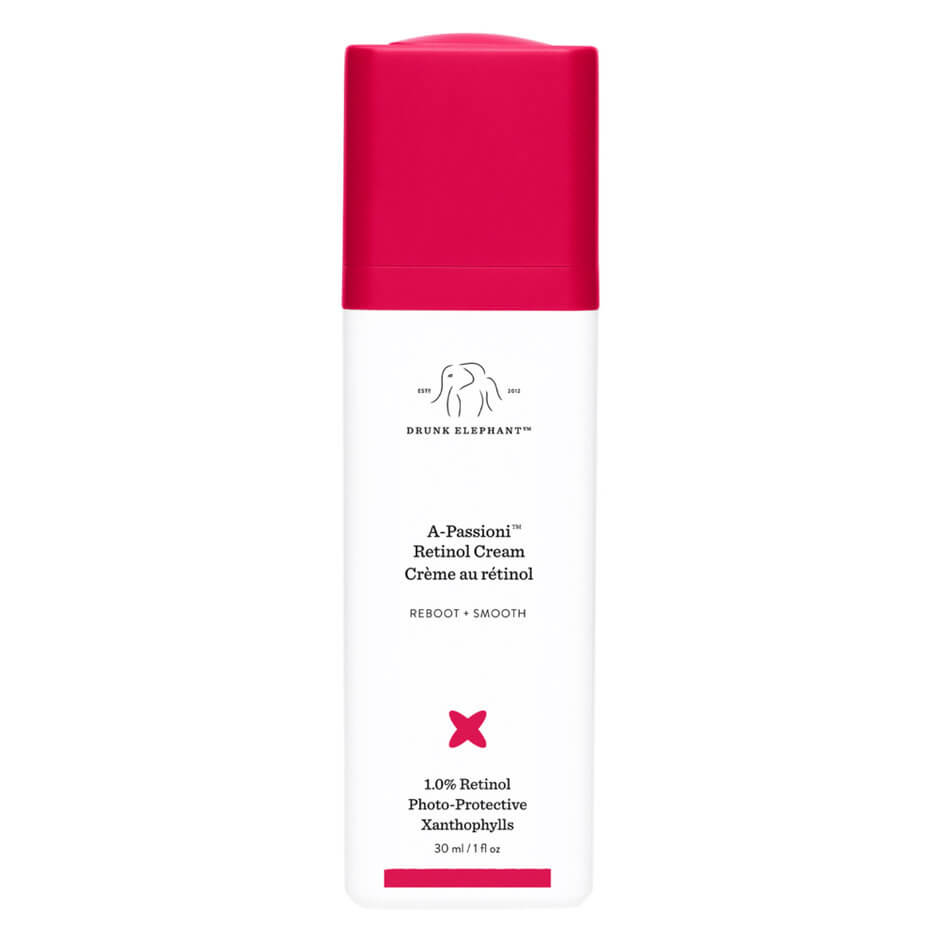 ESTD 2012
DRUNK ELEPHANT™
A-Passioni™
Retinol Cream
Crème au rétinol
REBOOT + SMOOTH
1.0% Retinol
Photo-Protective
Xanthophylls
30 ml / 1 fl oz